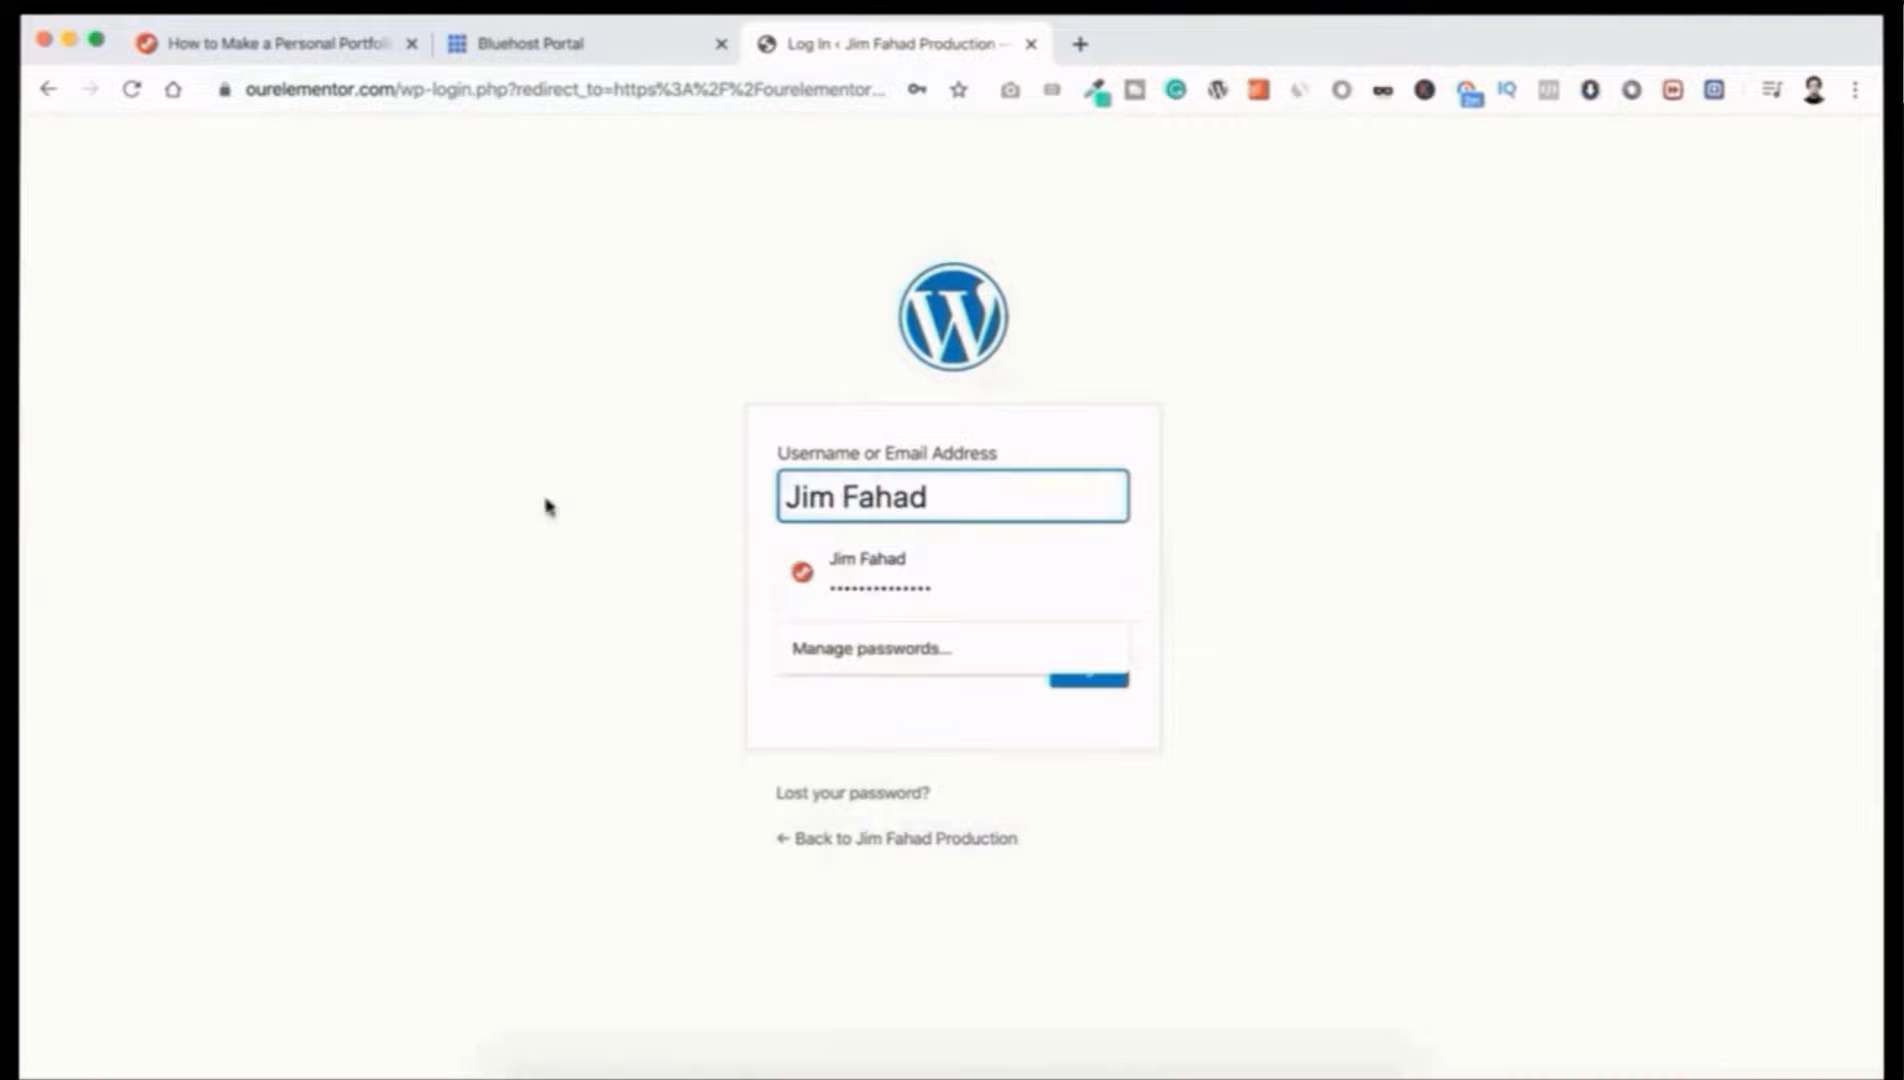 How to Make a Personal Portfol
Bluehost Portal
Log In ‹ Jim Fahad Production —
ourelementor.com/wp-login.php?redirect_to=https%3A%2F%2Fourelementor...
IQ
Username or Email Address
Jim Fahad
Jim Fahad
Manage passwords...
Lost your password?
← Back to Jim Fahad Production